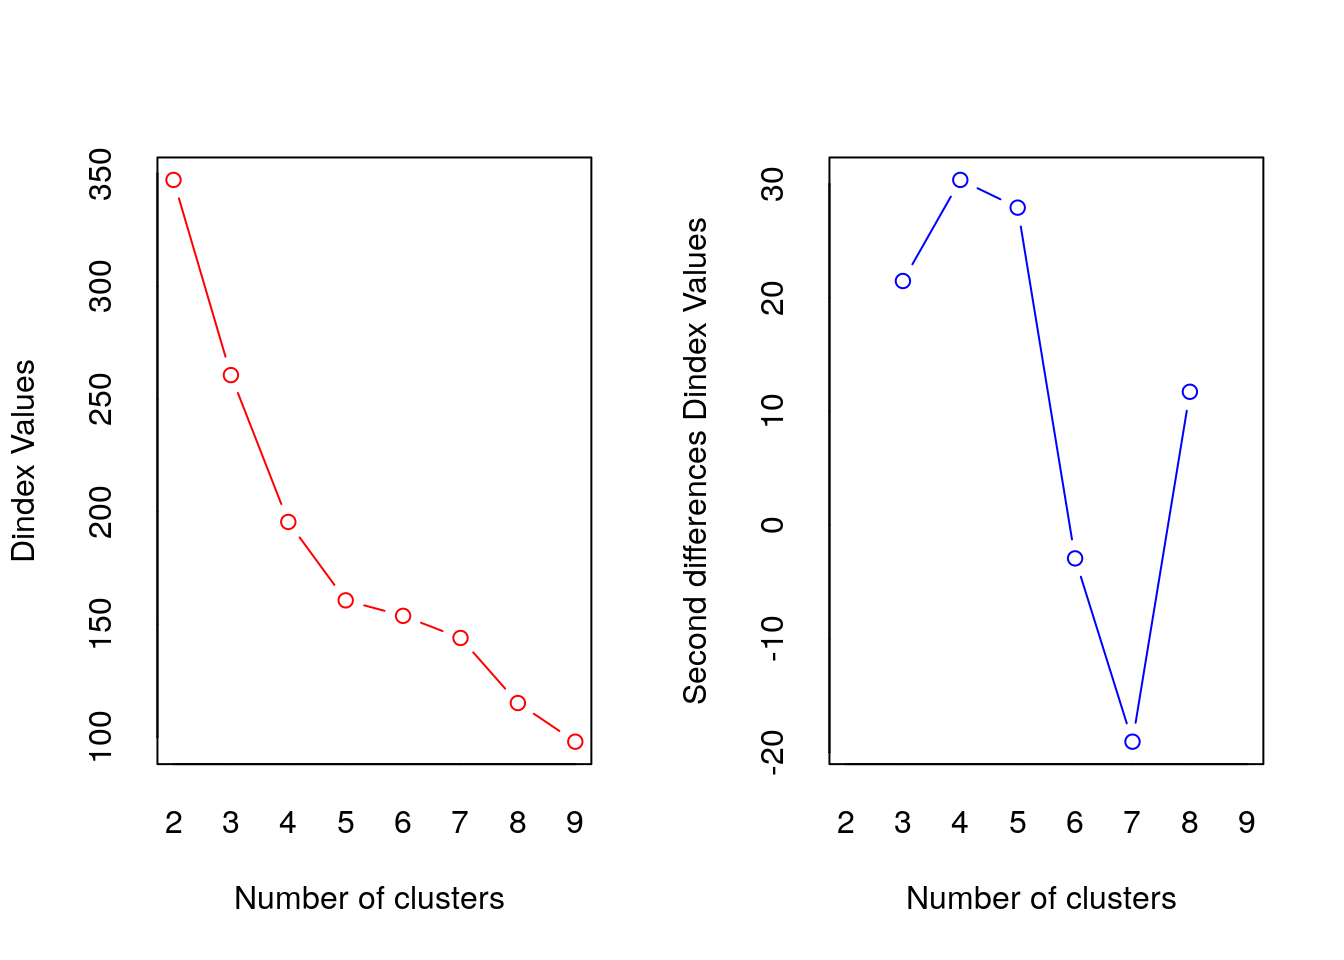 Dindex Values
350
300
250
200
150
100
2 3 4 5 6 7 8 9
Number of clusters
Second differences Dindex Values
30
20
10
0
-10
-20
2 3 4 5 6 7 8 9
Number of clusters